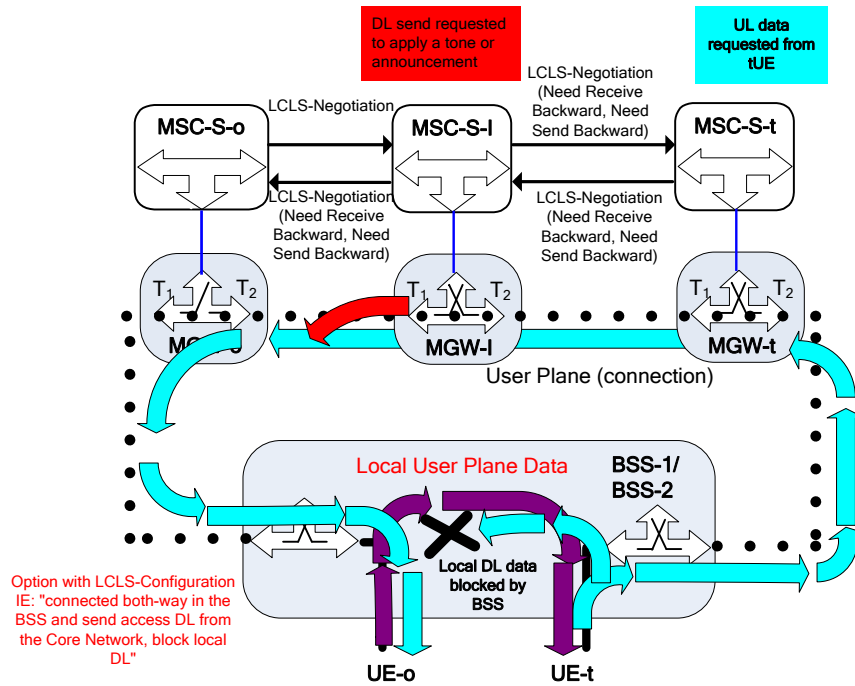 DL send requested
to apply a tone or
announcement
UL data
requested from
tUE
LCLS-Negotiation
LCLS-Negotiation
(Need Receive
Backward, Need
Send Backward)
MSC-S-o
MSC-S-I
MSC-S-t
LCLS-Negotiation
(Need Receive
Backward, Need
Send Backward)
LCLS-Negotiation
(Need Receive
Backward, Need
Send Backward)
T1
T2
T1
T2
T1
T2
MGW-I
MGW-t
User Plane (connection)
Local User Plane Data
BSS-1/
BSS-2
Local DL data
blocked by
BSS
Option with LCLS-Configuration
IE: "connected both-way in the
BSS and send access DL from
the Core Network, block local
DL"
UE-o
UE-t